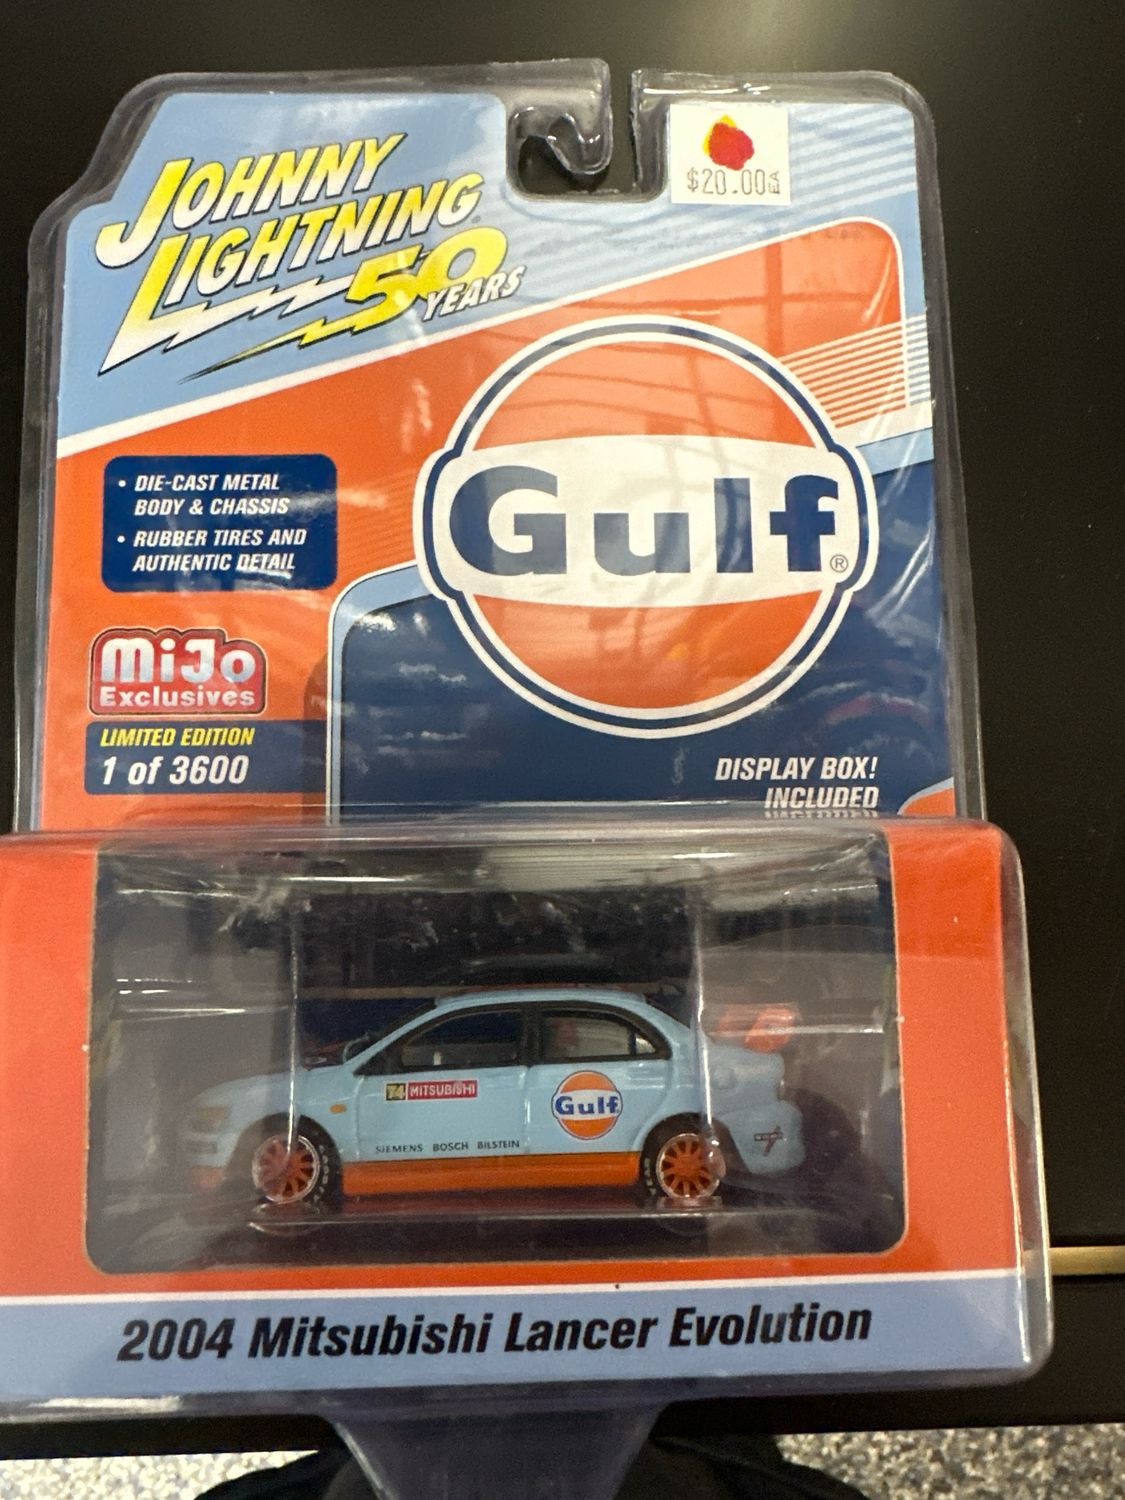 $20.00
JOHNNY
LIGHTNING
50
YEARS
Gulf®
• DIE-CAST METAL
BODY & CHASSIS
• RUBBER TIRES AND
AUTHENTIC DETAIL
MiJo
Exclusives
LIMITED EDITION
1 of 3600
DISPLAY BOX!
INCLUDED
74 MITSUBISHI
Gulf
SIEMENS BOSCH BILSTEIN
2004 Mitsubishi Lancer Evolution